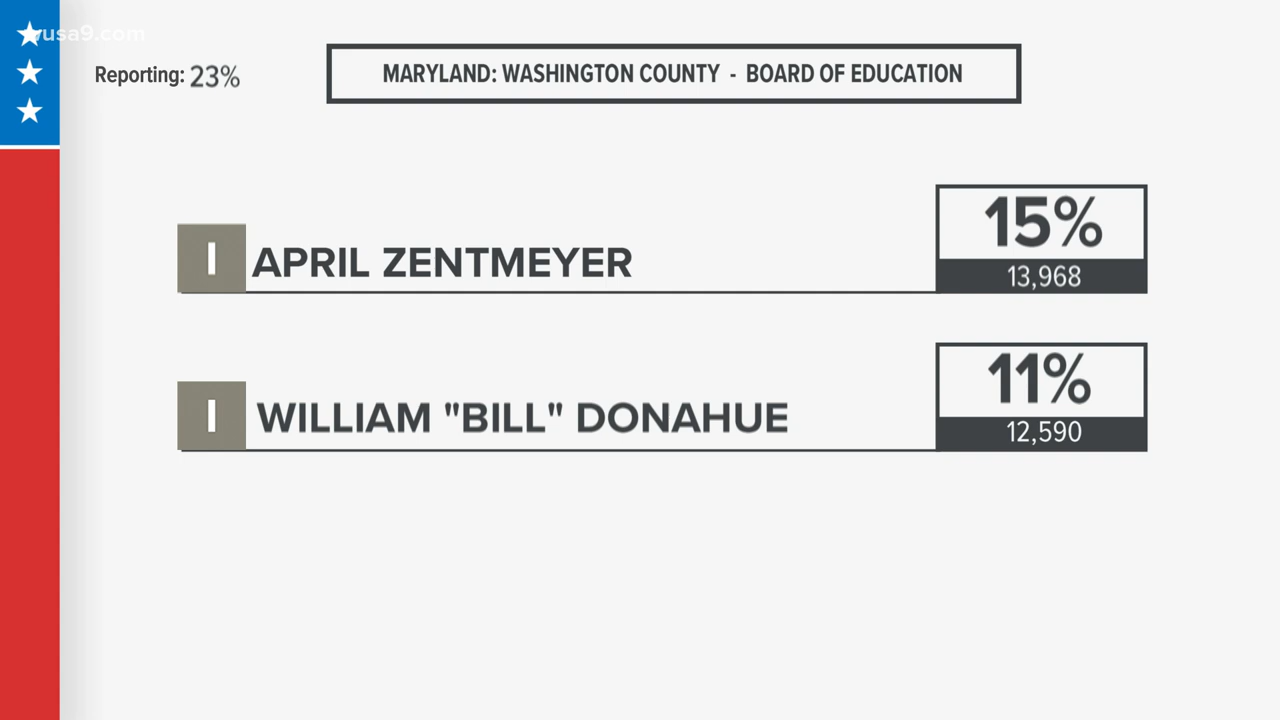 wusa9.com
Reporting: 23%
MARYLAND: WASHINGTON COUNTY - BOARD OF EDUCATION
I APRIL ZENTMEYER
15%
13,968
I WILLIAM "BILL" DONAHUE
11%
12,590